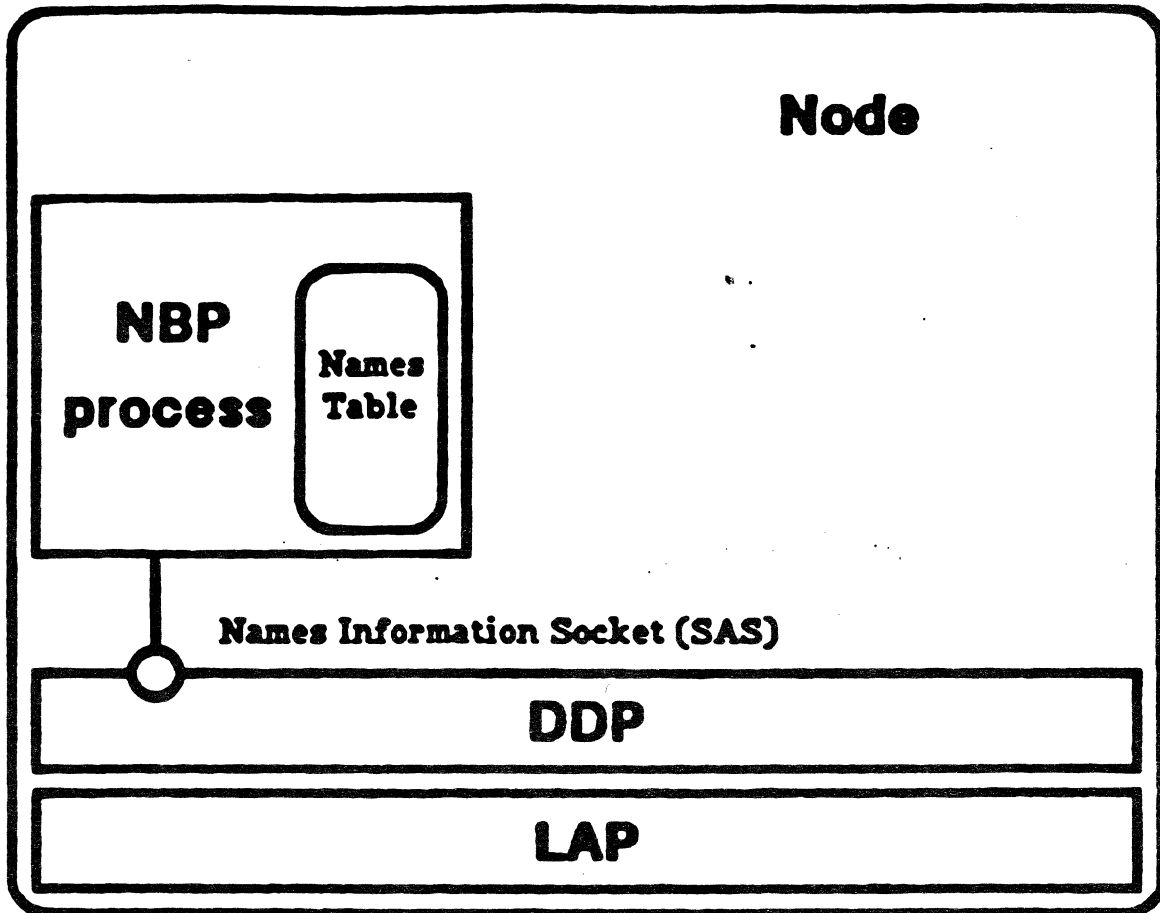 Node
NBP
process
Names
Table
Names Information Socket (SAS)
DDP
LAP